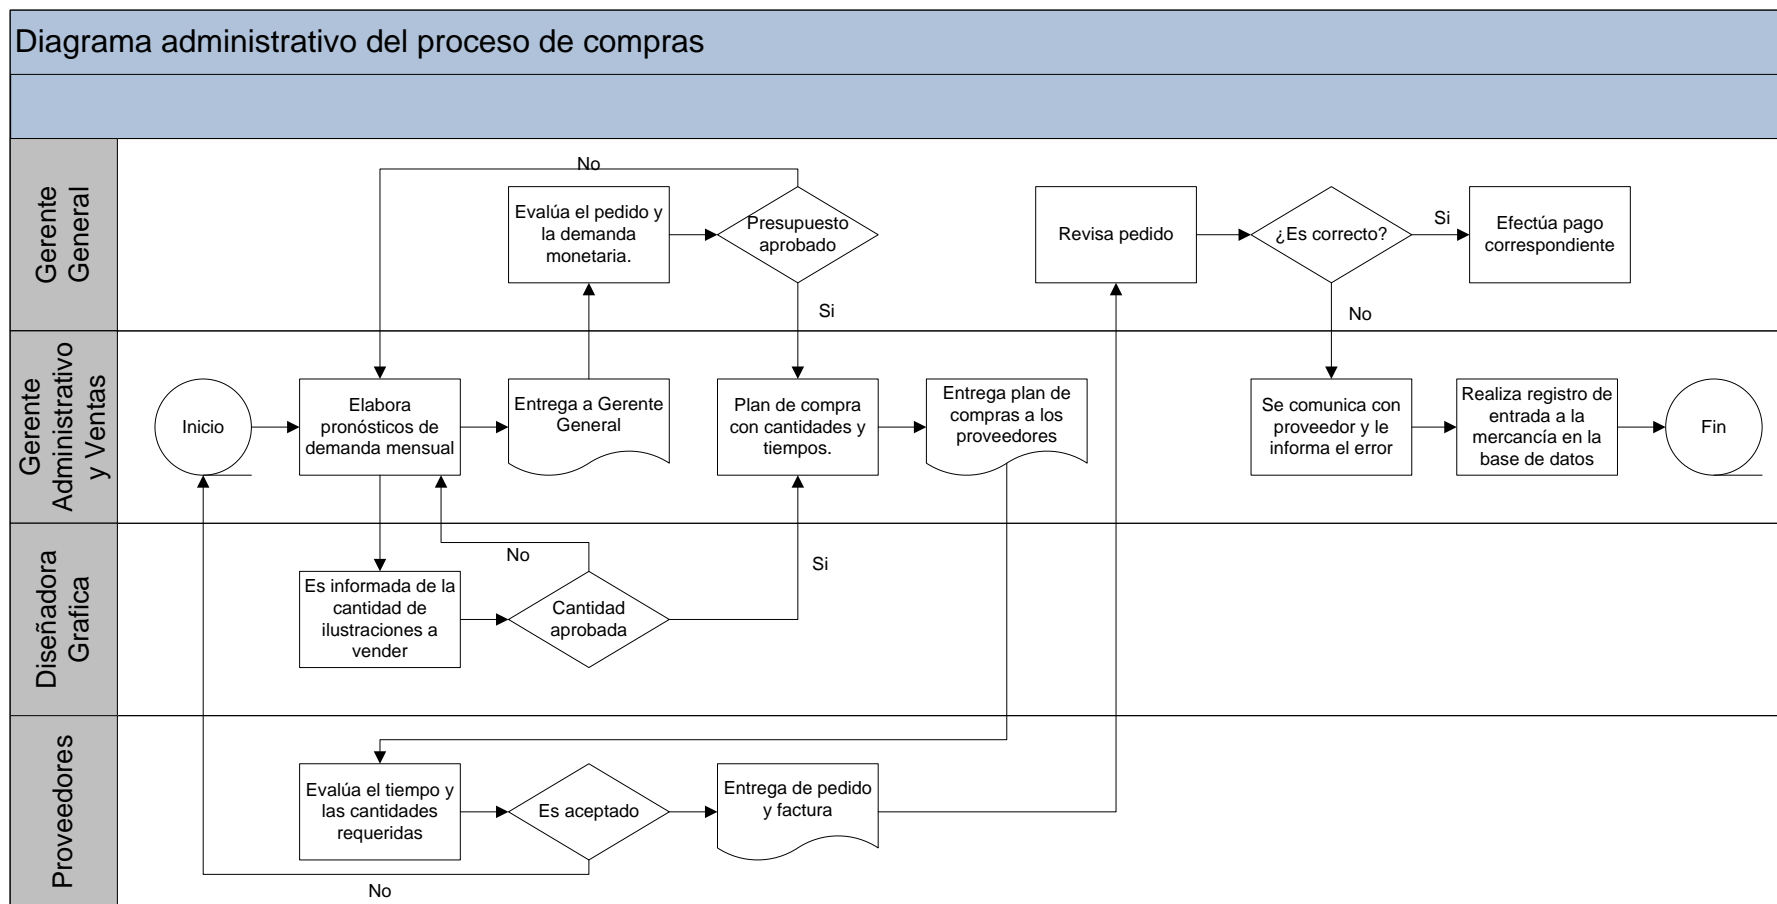 Diagrama administrativo del proceso de compras
Gerente
General
No
Evalúa el pedido y
la demanda
monetaria.
Presupuesto
aprobado
Si
Revisa pedido
¿Es correcto?
Si
Efectúa pago
correspondiente
No
Gerente
Administrativo
y Ventas
Inicio
Elabora
pronósticos de
demanda mensual
Entrega a Gerente
General
Plan de compra
con cantidades y
tiempos.
Entrega plan de
compras a los
proveedores
Se comunica con
proveedor y le
informa el error
Realiza registro de
entrada a la
mercancía en la
base de datos
Fin
Diseñadora
Grafica
No
Es informada de la
cantidad de
ilustraciones a
vender
Cantidad
aprobada
Si
Proveedores
Evalúa el tiempo y
las cantidades
requeridas
Es aceptado
Entrega de pedido
y factura
No